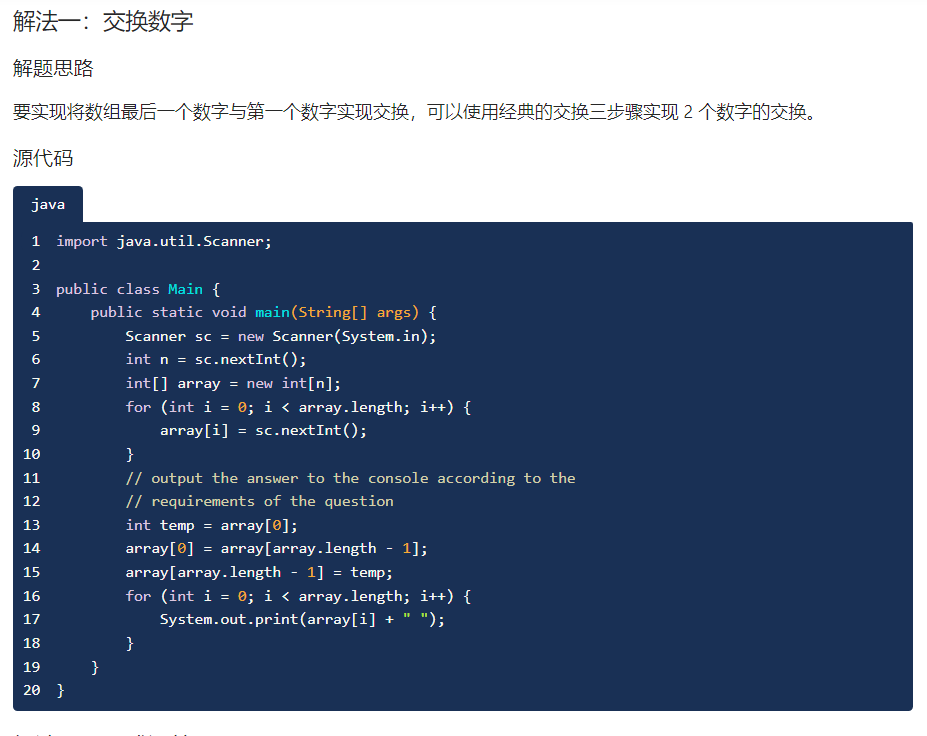 解法一：交换数字
解题思路
要实现将数组最后一个数字与第一个数字实现交换，可以使用经典的交换三步骤实现 2 个数字的交换。
源代码
java
1 import java.util.Scanner;
2
3 public class Main {
4     public static void main(String[] args) {
5         Scanner sc = new Scanner(System.in);
6         int n = sc.nextInt();
7         int[] array = new int[n];
8         for (int i = 0; i < array.length; i++) {
9             array[i] = sc.nextInt();
10         }
11         // output the answer to the console according to the
12         // requirements of the question
13         int temp = array[0];
14         array[0] = array[array.length - 1];
15         array[array.length - 1] = temp;
16         for (int i = 0; i < array.length; i++) {
17             System.out.print(array[i] + " ");
18         }
19     }
20 }